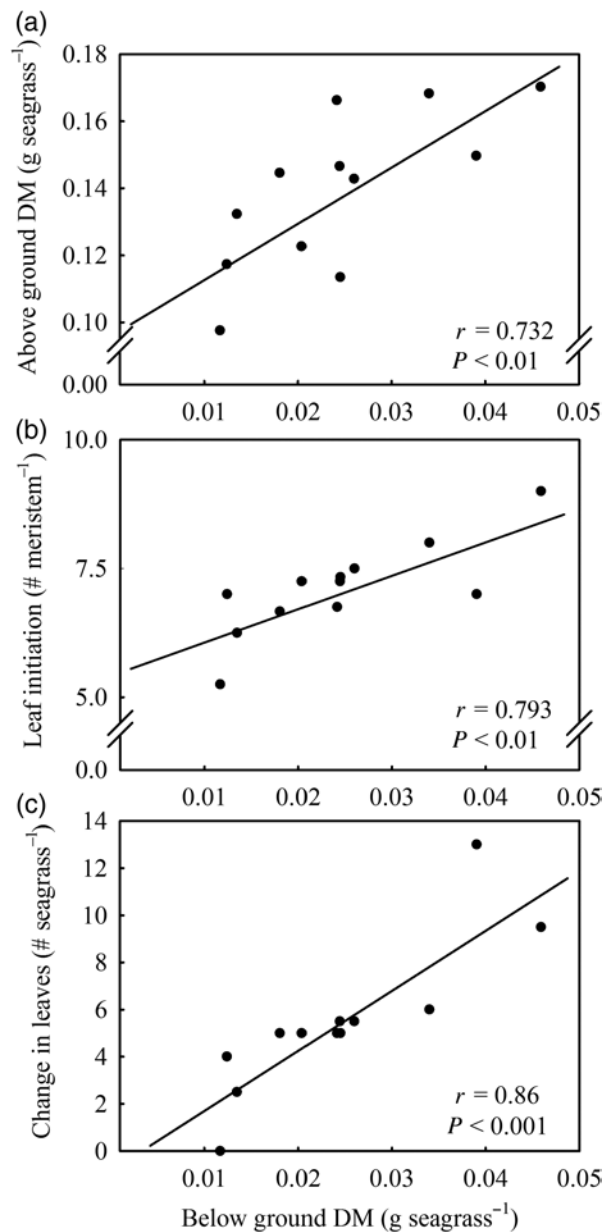 (a)
0.18
0.16
0.14
0.12
0.10
0.00
Above ground DM (g seagrass⁻¹)
r = 0.732
P < 0.01
0.01 0.02 0.03 0.04 0.05
(b)
10.0
7.5
5.0
0.0
Leaf initiation (# meristem⁻¹)
r = 0.793
P < 0.01
0.01 0.02 0.03 0.04 0.05
(c)
14
12
10
8
6
4
2
0
Change in leaves (# seagrass⁻¹)
r = 0.86
P < 0.001
0.01 0.02 0.03 0.04 0.05
Below ground DM (g seagrass⁻¹)